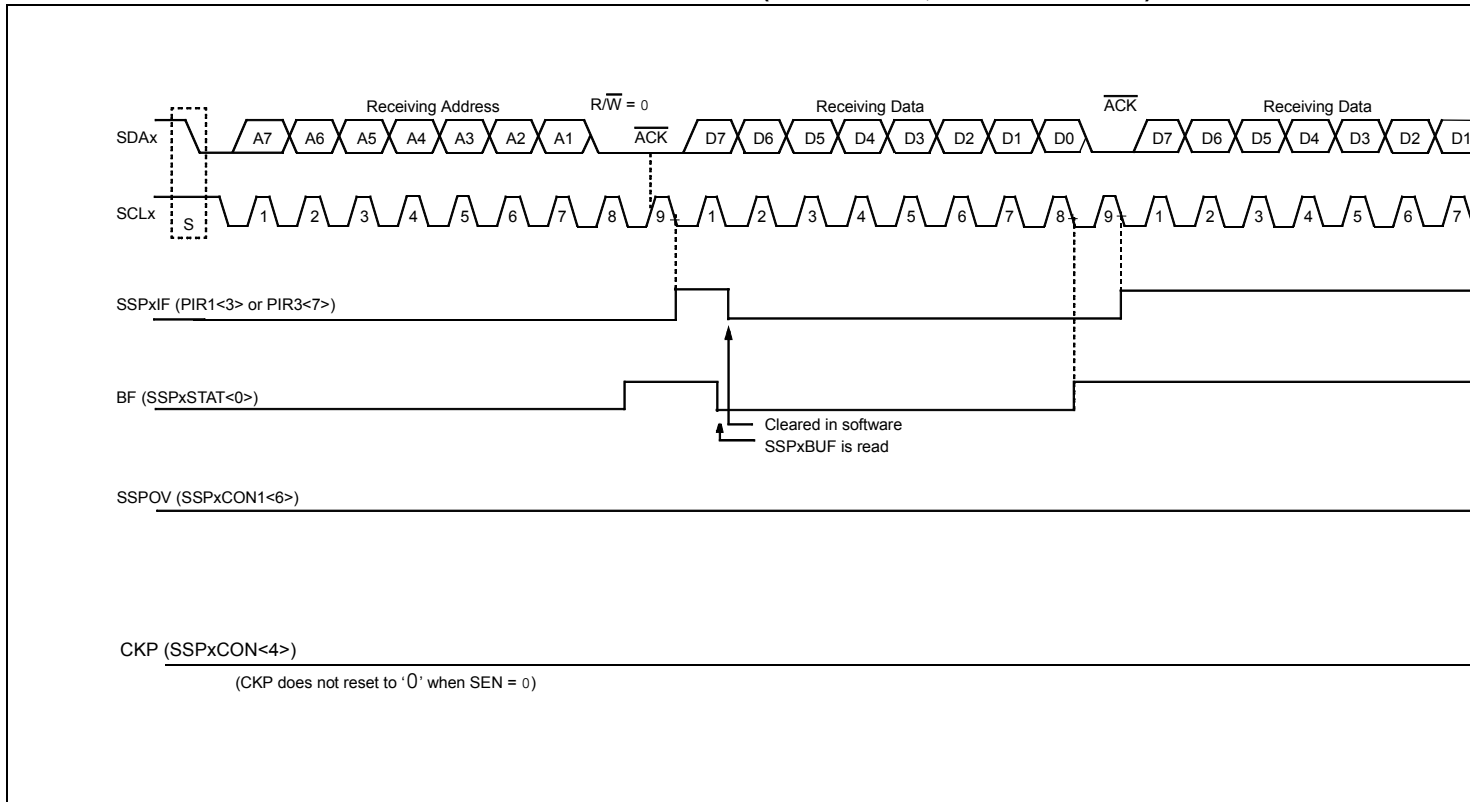 Receiving Address R/W = 0 Receiving Data ACK Receiving Data
SDAx A7 A6 A5 A4 A3 A2 A1 ACK D7 D6 D5 D4 D3 D2 D1 D0 D7 D6 D5 D4 D3 D2 D1
SCLx S 1 2 3 4 5 6 7 8 9 1 2 3 4 5 6 7 8 9 1 2 3 4 5 6 7
SSPxIF (PIR1<3> or PIR3<7>)
BF (SSPxSTAT<0>)
Cleared in software
SSPxBUF is read
SSPOV (SSPxCON1<6>)
CKP (SSPxCON<4>)
(CKP does not reset to ‘0’ when SEN = 0)